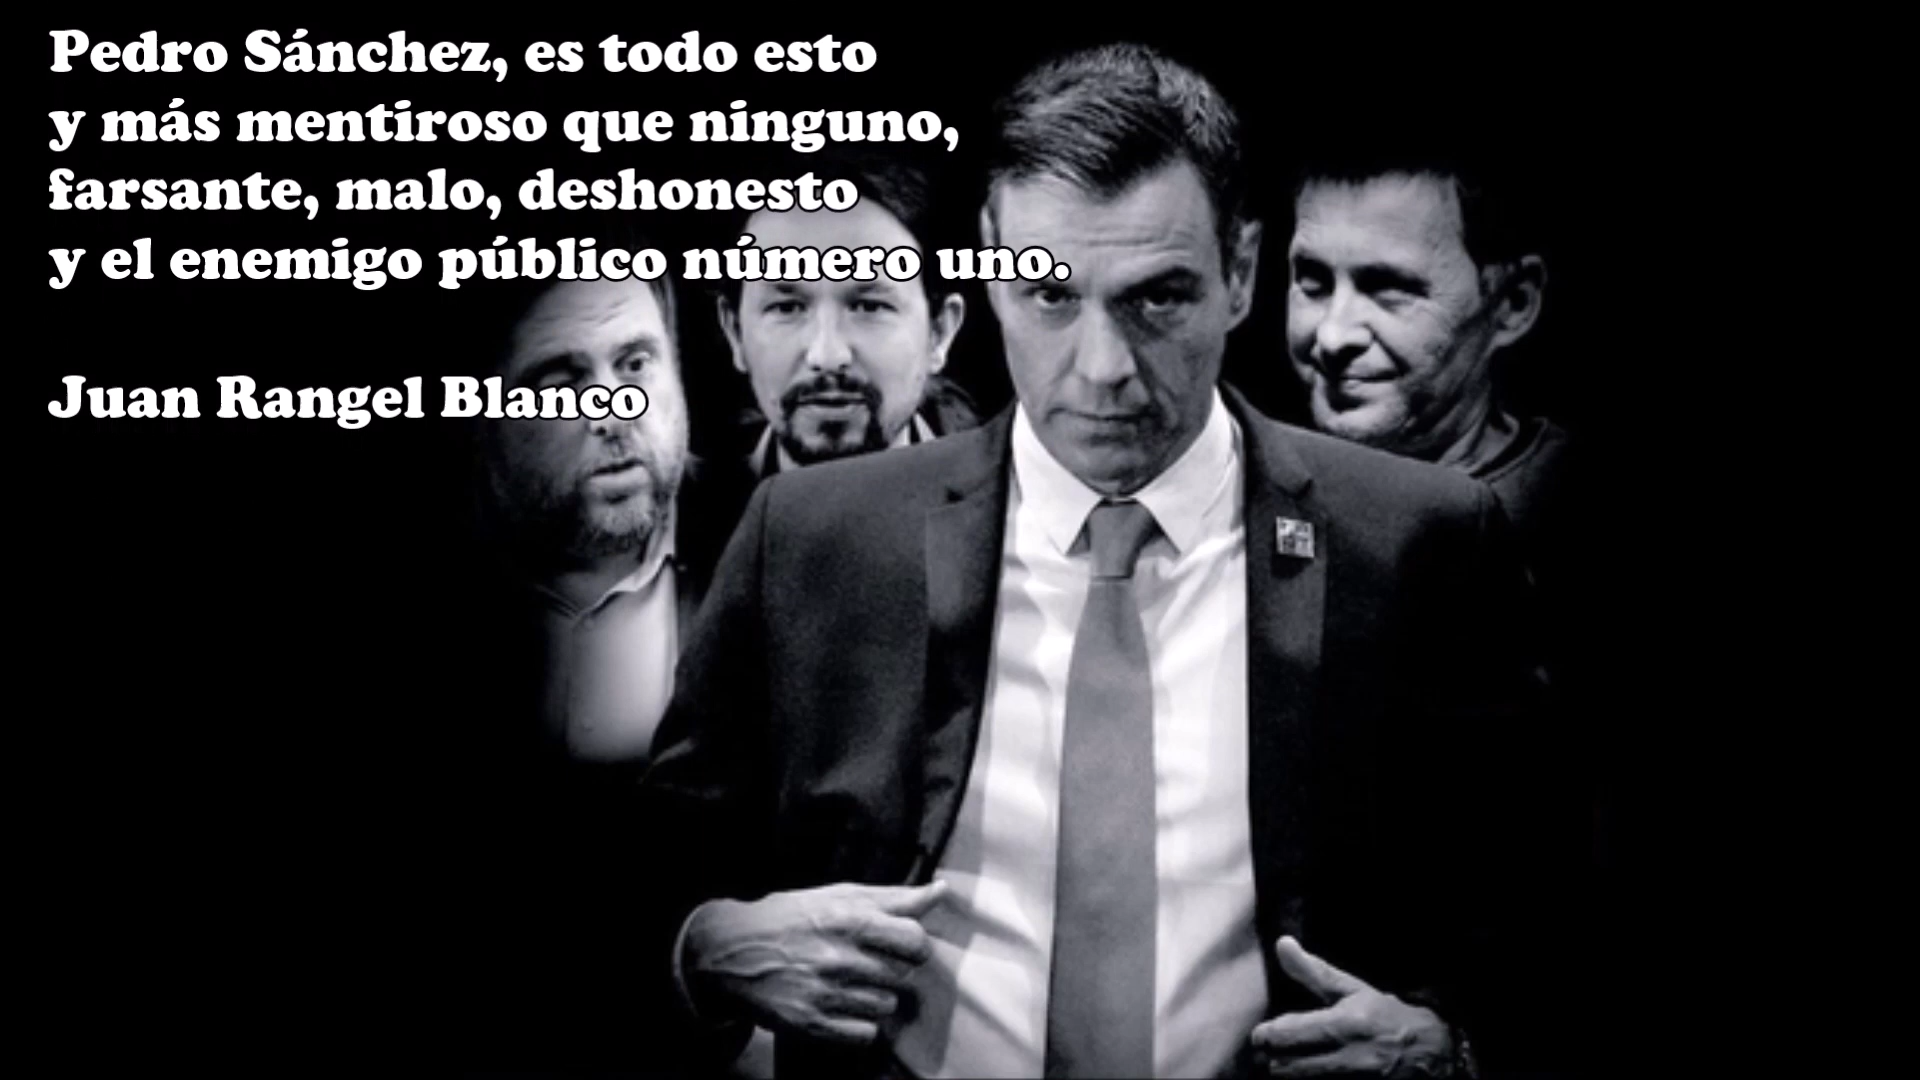 Pedro Sánchez, es todo esto
y más mentiroso que ninguno,
farsante, malo, deshonesto
y el enemigo público número uno.
Juan Rangel Blanco